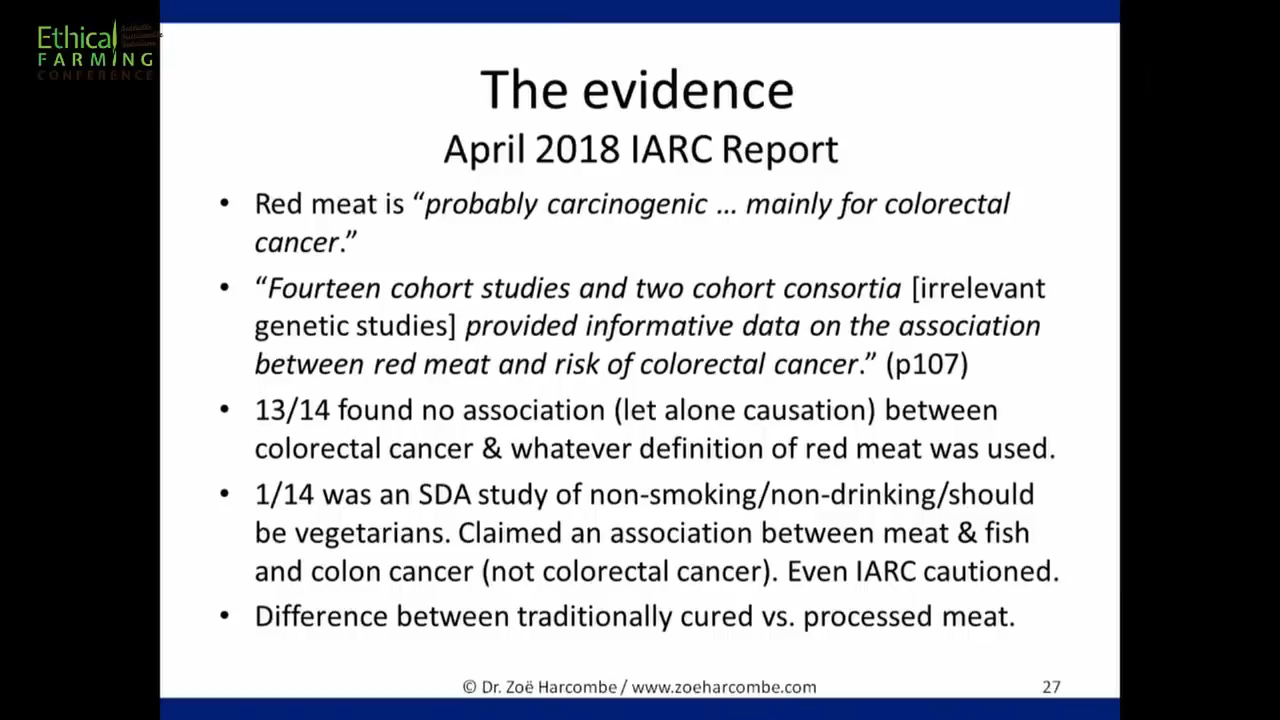 Ethical
FARMING
CONFERENCE
The evidence
April 2018 IARC Report
• Red meat is “probably carcinogenic … mainly for colorectal
cancer.”
• “Fourteen cohort studies and two cohort consortia [irrelevant
genetic studies] provided informative data on the association
between red meat and risk of colorectal cancer.” (p107)
• 13/14 found no association (let alone causation) between
colorectal cancer & whatever definition of red meat was used.
• 1/14 was an SDA study of non-smoking/non-drinking/should
be vegetarians. Claimed an association between meat & fish
and colon cancer (not colorectal cancer). Even IARC cautioned.
• Difference between traditionally cured vs. processed meat.
© Dr. Zoë Harcombe / www.zoeharcombe.com
27